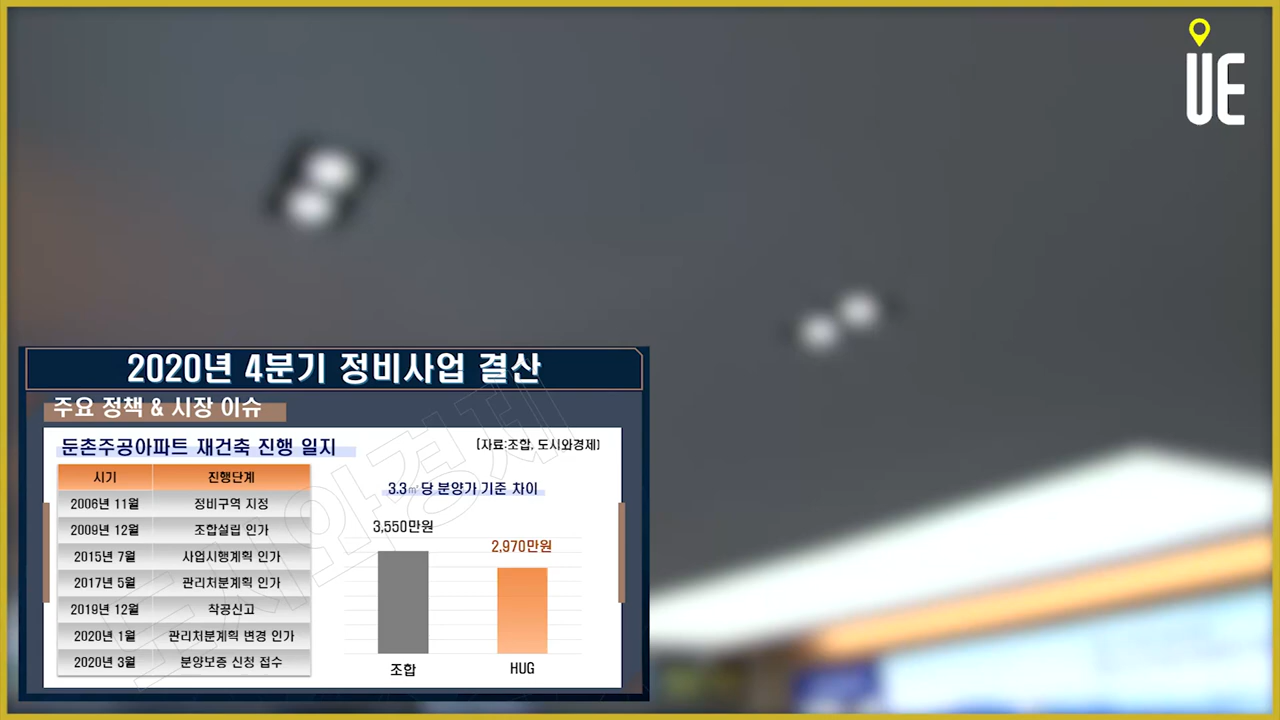 UE
2020년 4분기 정비사업 결산
주요 정책 & 시장 이슈
둔촌주공아파트 재건축 진행 일지
[자료:조합, 도시와경제]
시기 진행단계
2006년 11월 정비구역 지정
2009년 12월 조합설립 인가
2015년 7월 사업시행계획 인가
2017년 5월 관리처분계획 인가
2019년 12월 착공신고
2020년 1월 관리처분계획 변경 인가
2020년 3월 분양보증 신청 접수
3.3㎡당 분양가 기준 차이
3,550만원
2,970만원
조합 HUG
도시와경제